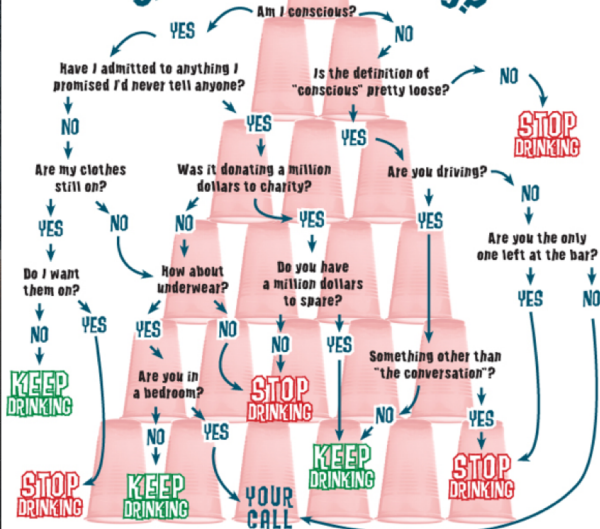 Am I conscious?
YES
NO
Have I admitted to anything I
promised I'd never tell anyone?
Is the definition of
"conscious" pretty loose?
NO
STOP
DRINKING
NO
YES
YES
Are my clothes
still on?
Was it donating a million
dollars to charity?
Are you driving?
NO
YES
NO
NO
YES
YES
Are you the only
one left at the bar?
Do I want
them on?
How about
underwear?
Do you have
a million dollars
to spare?
YES
NO
NO
YES
YES
NO
NO
YES
Something other than
"the conversation"?
KEEP
DRINKING
Are you in
a bedroom?
STOP
DRINKING
NO
YES
NO
YES
STOP
DRINKING
KEEP
DRINKING
YOUR
CALL
KEEP
DRINKING
STOP
DRINKING